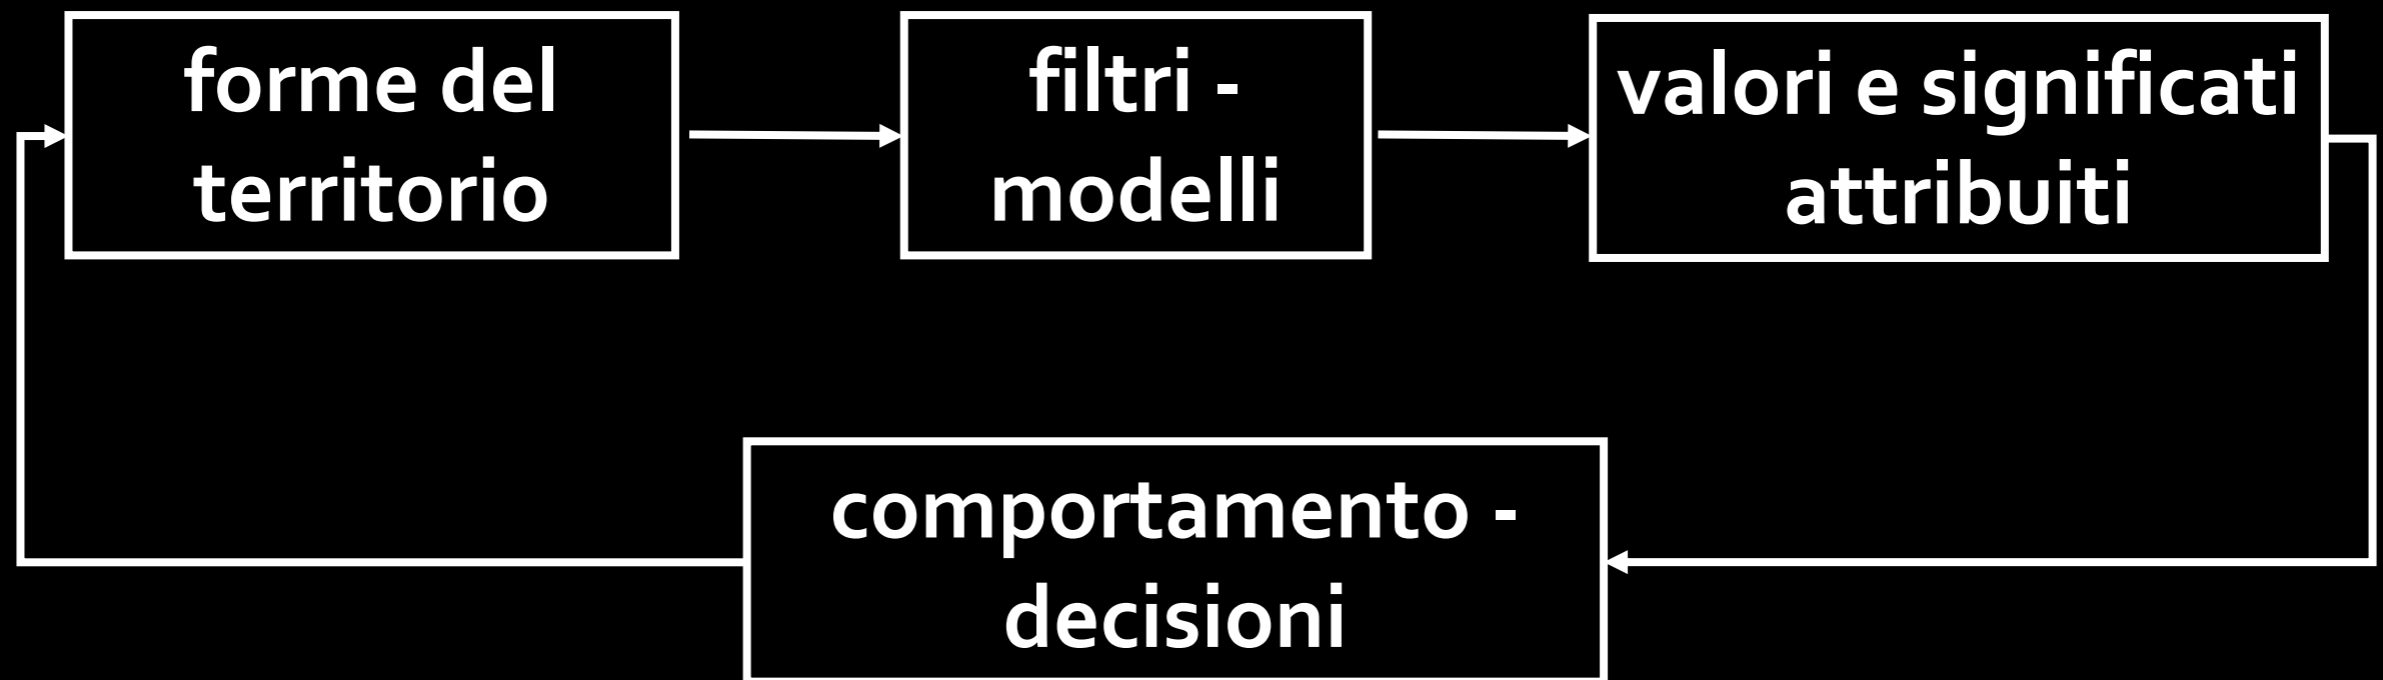 forme del
territorio
filtri -
modelli
valori e significati
attribuiti
comportamento -
decisioni